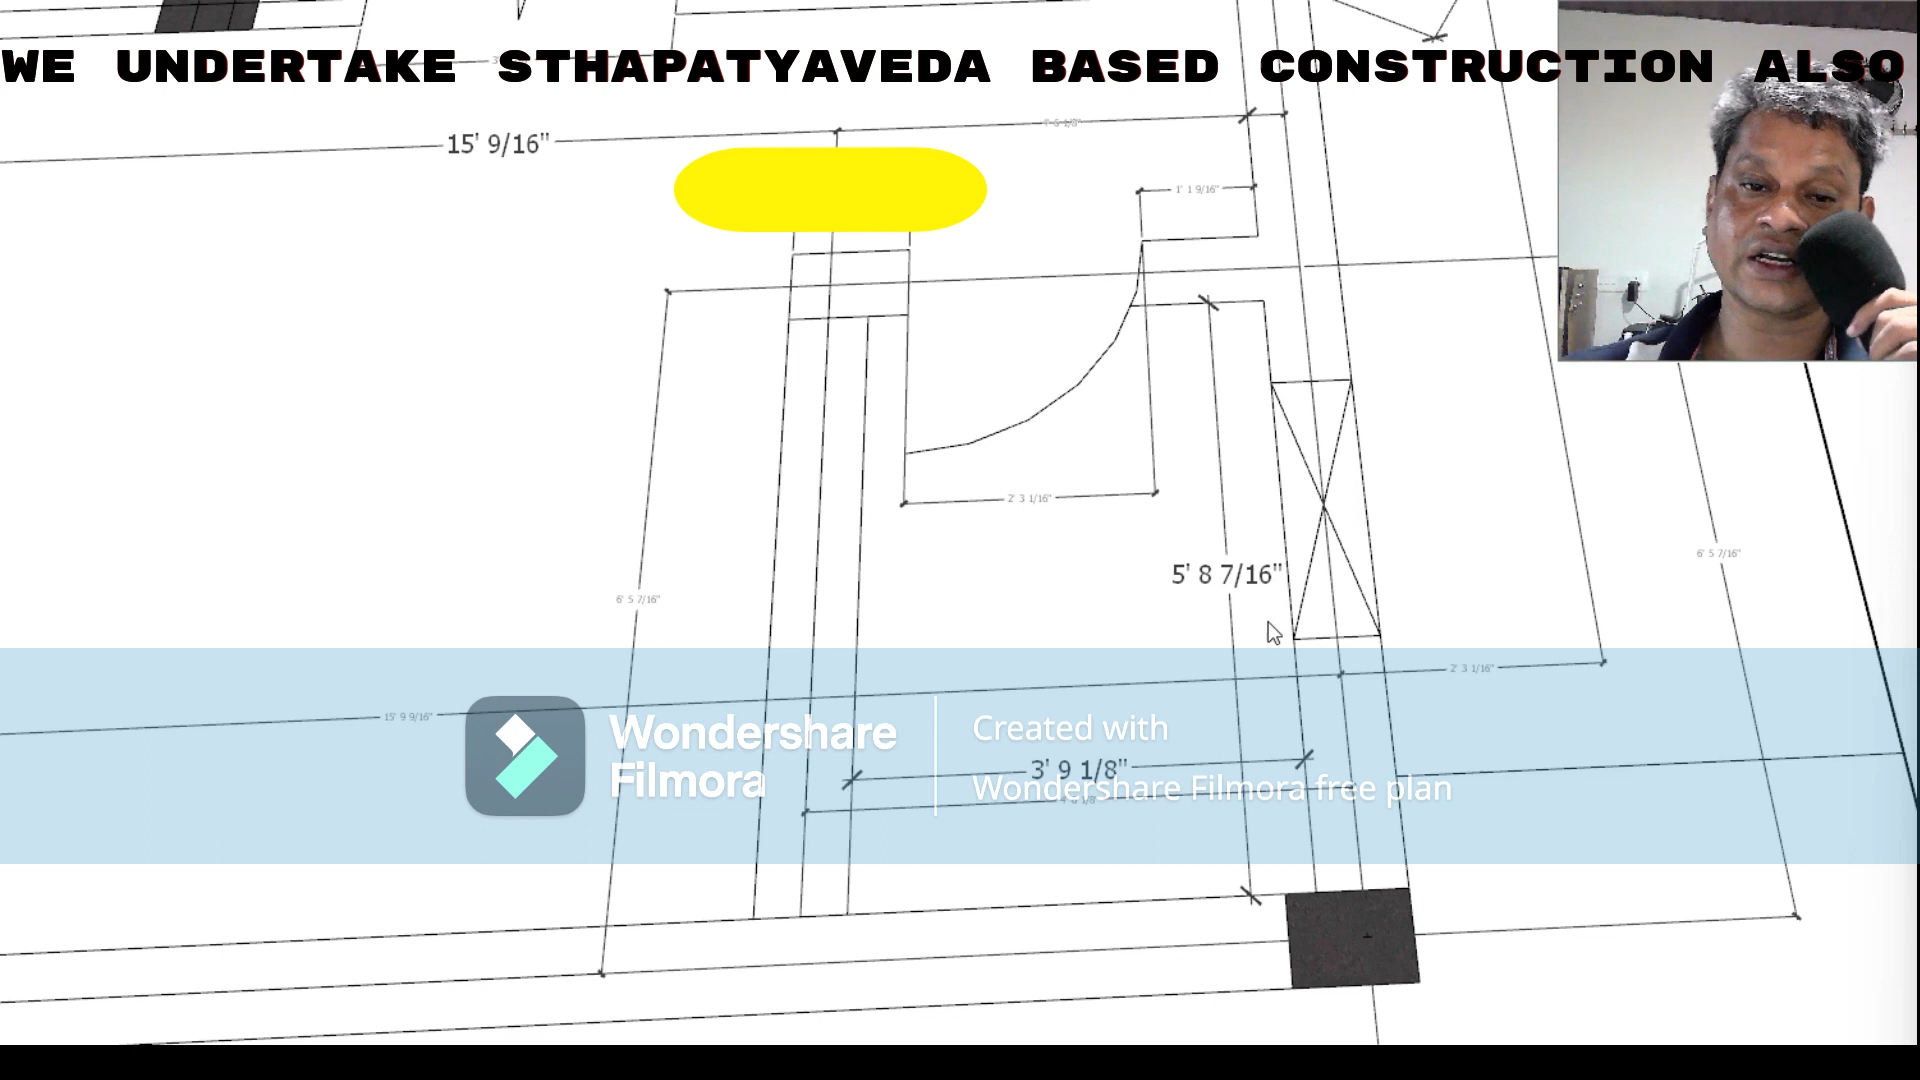 WE UNDERTAKE STHAPATYAVEDA BASED CONSTRUCTION ALSO
15' 9/16"
1' 1 9/16"
2' 3 1/16"
5' 8 7/16"
6' 5 7/16"
6' 5 7/16"
2' 3 1/16"
15' 9 9/16"
Wondershare
Filmora
Created with
Wondershare Filmora free plan
3' 9 1/8"